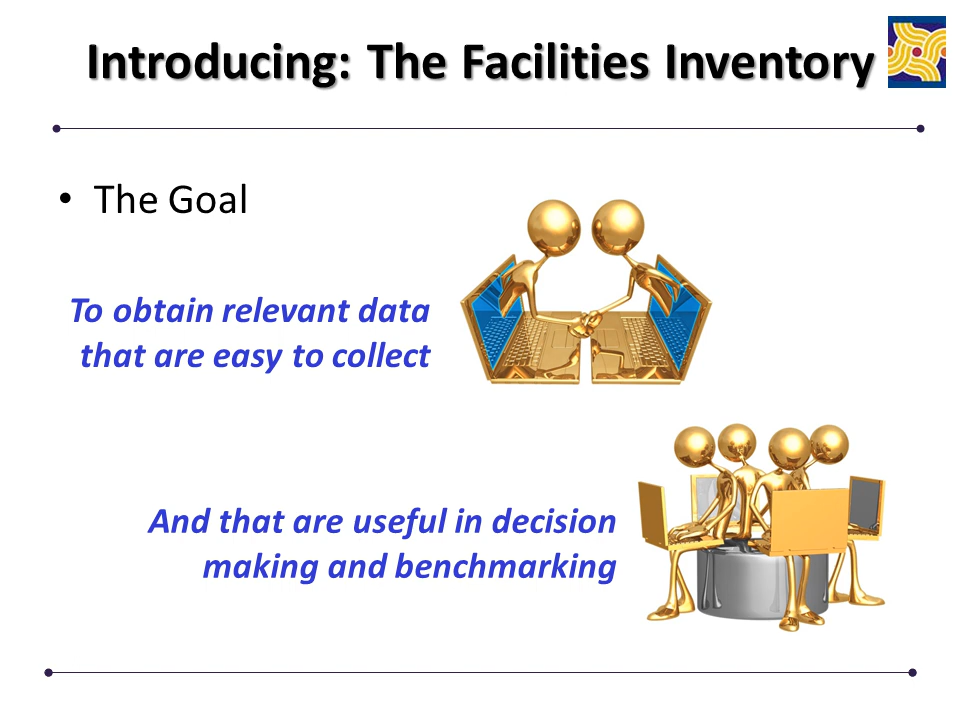 Introducing: The Facilities Inventory
• The Goal
To obtain relevant data
that are easy to collect
And that are useful in decision
making and benchmarking